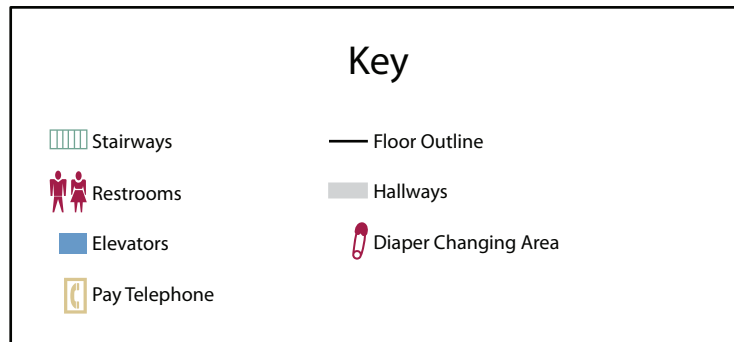 Key
Stairways
Restrooms
Elevators
Pay Telephone
Floor Outline
Hallways
Diaper Changing Area